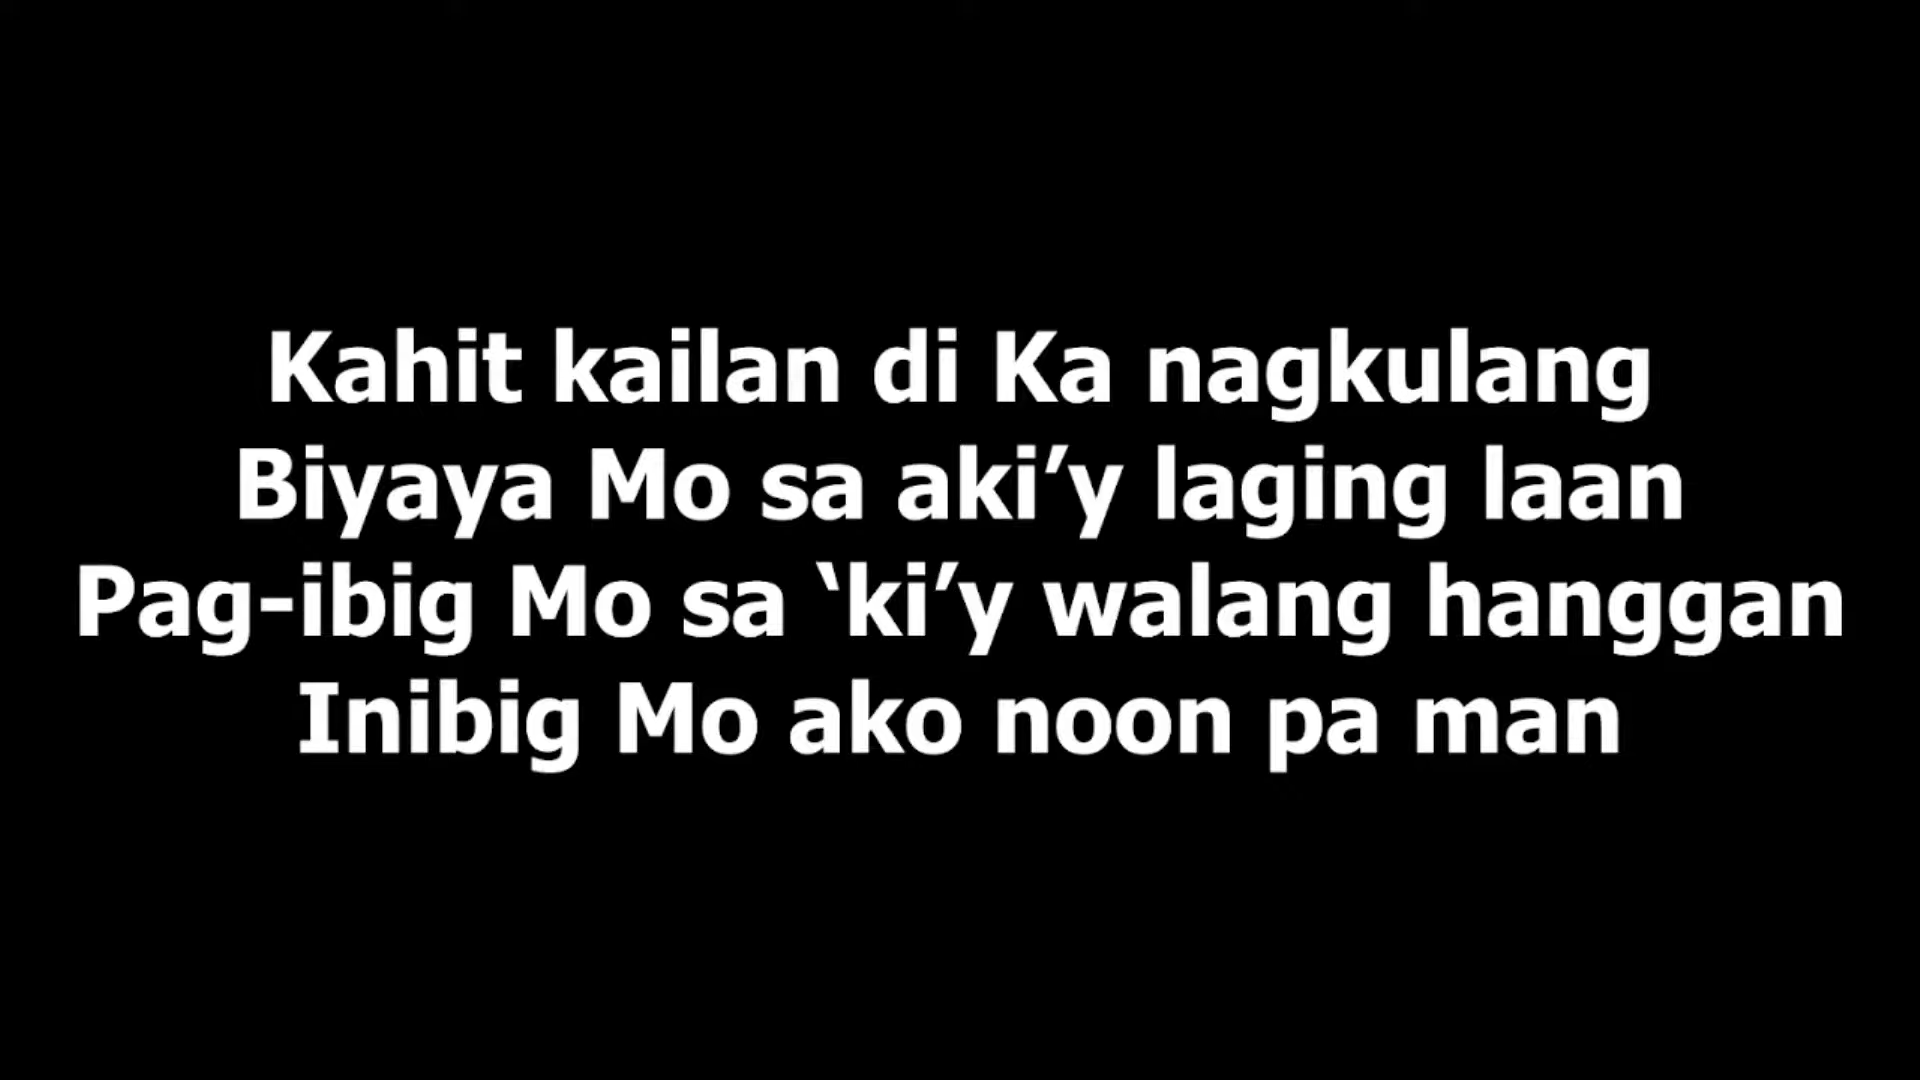 Kahit kailan di Ka nagkulang
Biyaya Mo sa aki’y laging laan
Pag-ibig Mo sa ‘ki’y walang hanggan
Inibig Mo ako noon pa man